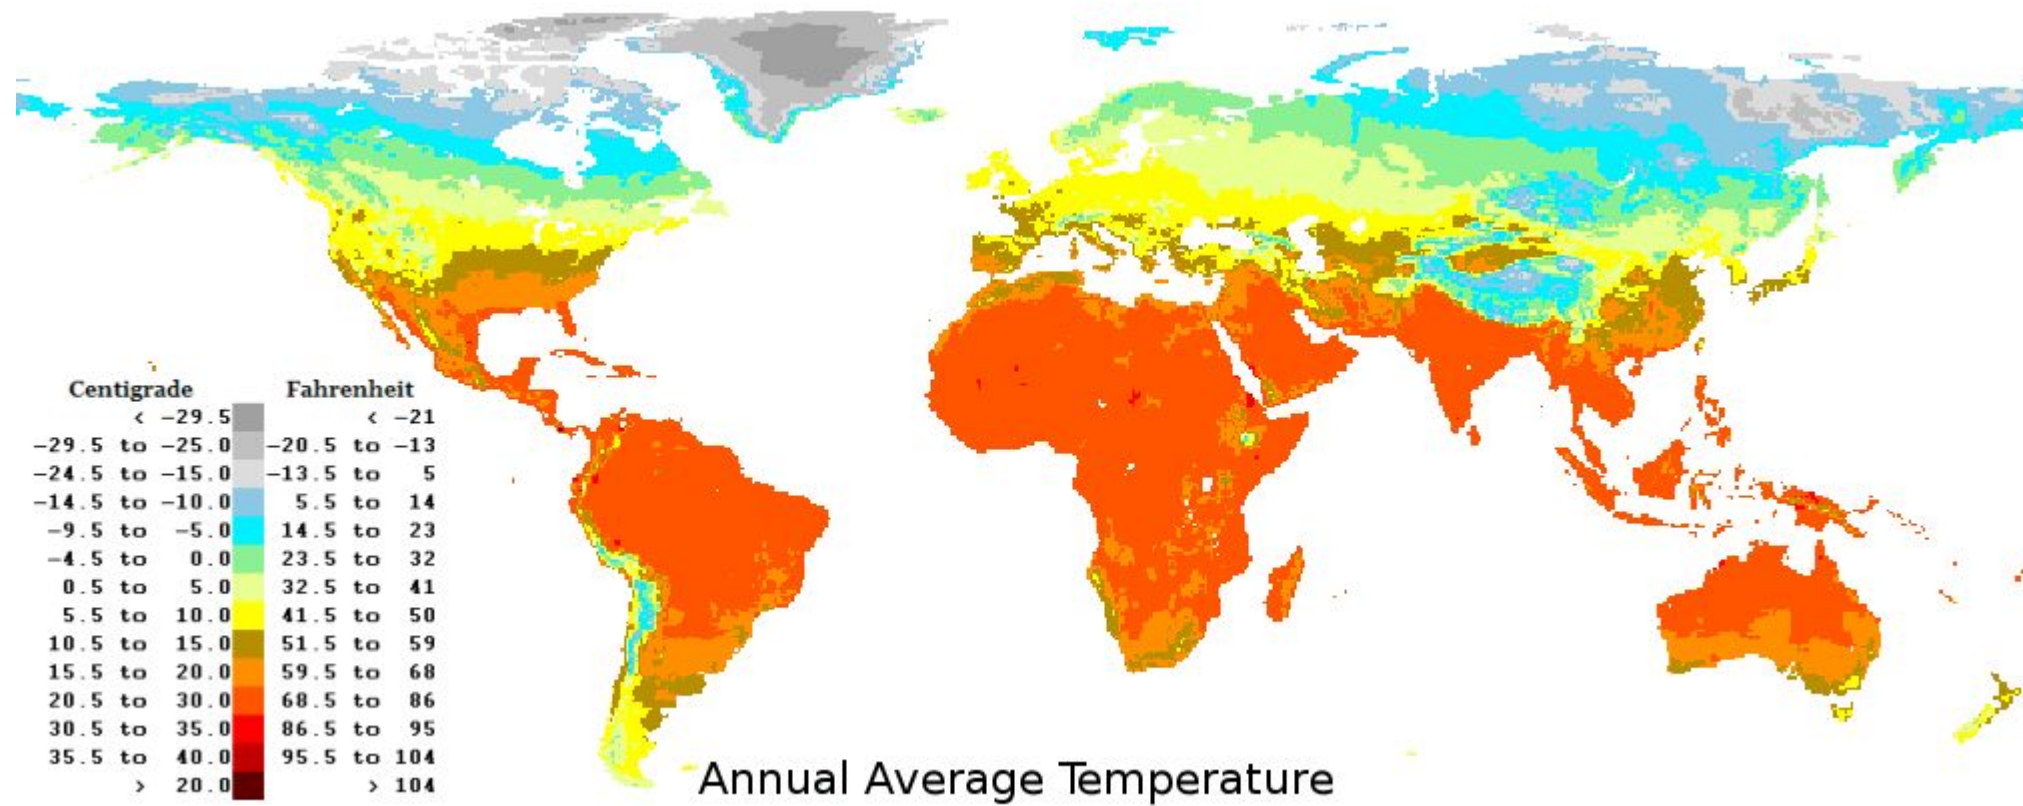 Centigrade Fahrenheit
< -29.5 < -21
-29.5 to -25.0 -20.5 to -13
-24.5 to -15.0 -13.5 to 5
-14.5 to -10.0 5.5 to 14
-9.5 to -5.0 14.5 to 23
-4.5 to 0.0 23.5 to 32
0.5 to 5.0 32.5 to 41
5.5 to 10.0 41.5 to 50
10.5 to 15.0 51.5 to 59
15.5 to 20.0 59.5 to 68
20.5 to 30.0 68.5 to 86
30.5 to 35.0 86.5 to 95
35.5 to 40.0 95.5 to 104
> 20.0 > 104
Annual Average Temperature